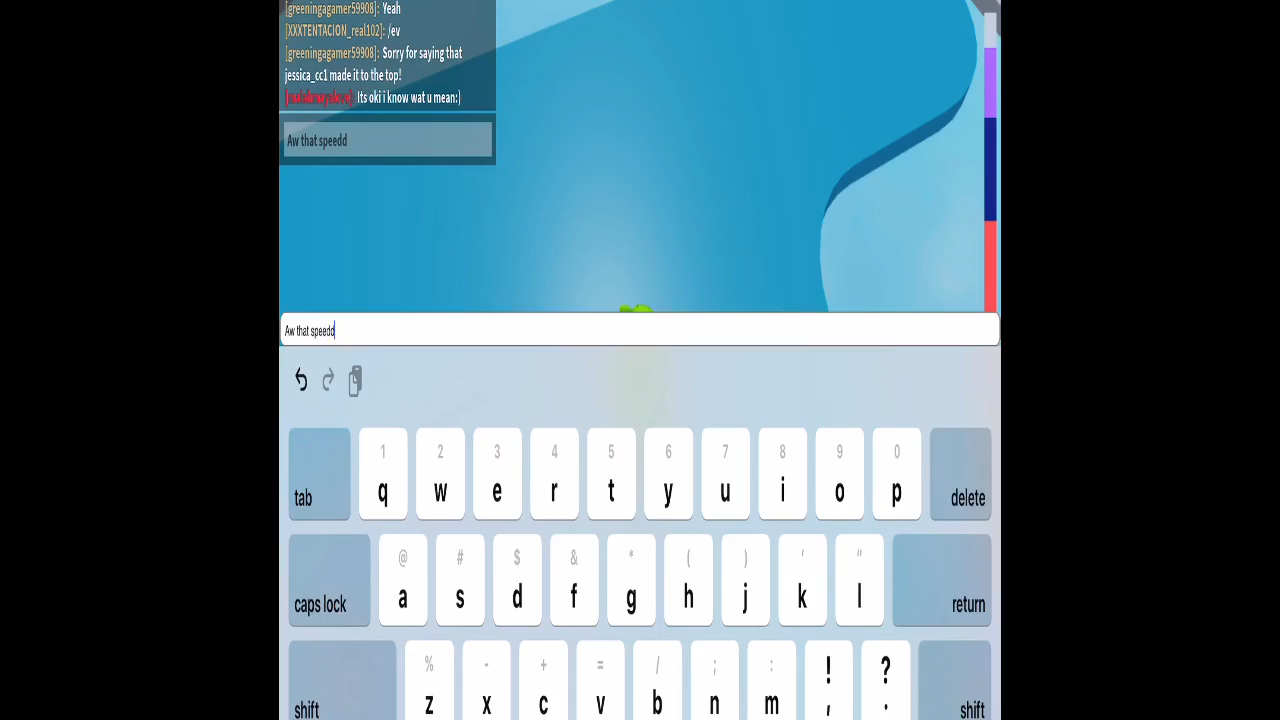 [greeningagamer59908]: Yeah
[XXXTENTACION_real102]: /ev
[greeningagamer59908]: Sorry for saying that
jessica_cc1 made it to the top!
Its oki i know wat u mean:)
Aw that speedd
Aw that speedd
1 2 3 4 5 6 7 8 9 0
tab q w e r t y u i o p delete
@ # $ & * ( ) ' "
caps lock a s d f g h j k l return
% - + = / ; : ! ?
shift z x c v b n m , . shift